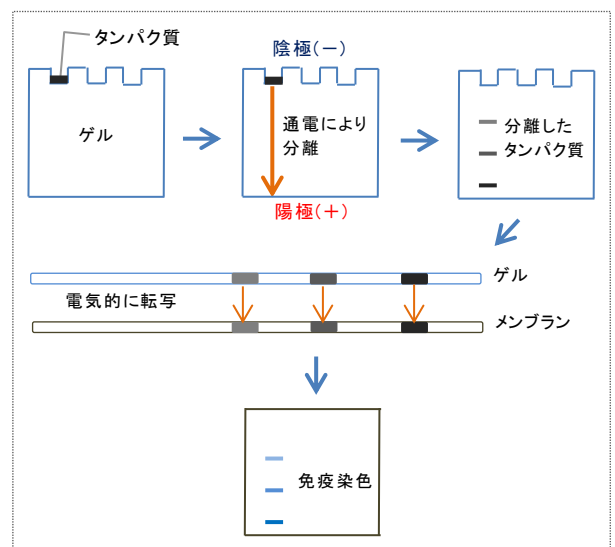 タンパク質
ゲル
陰極(－)
通電により
分離
陽極(＋)
分離した
タンパク質
ゲル
電気的に転写
メンブラン
免疫染色